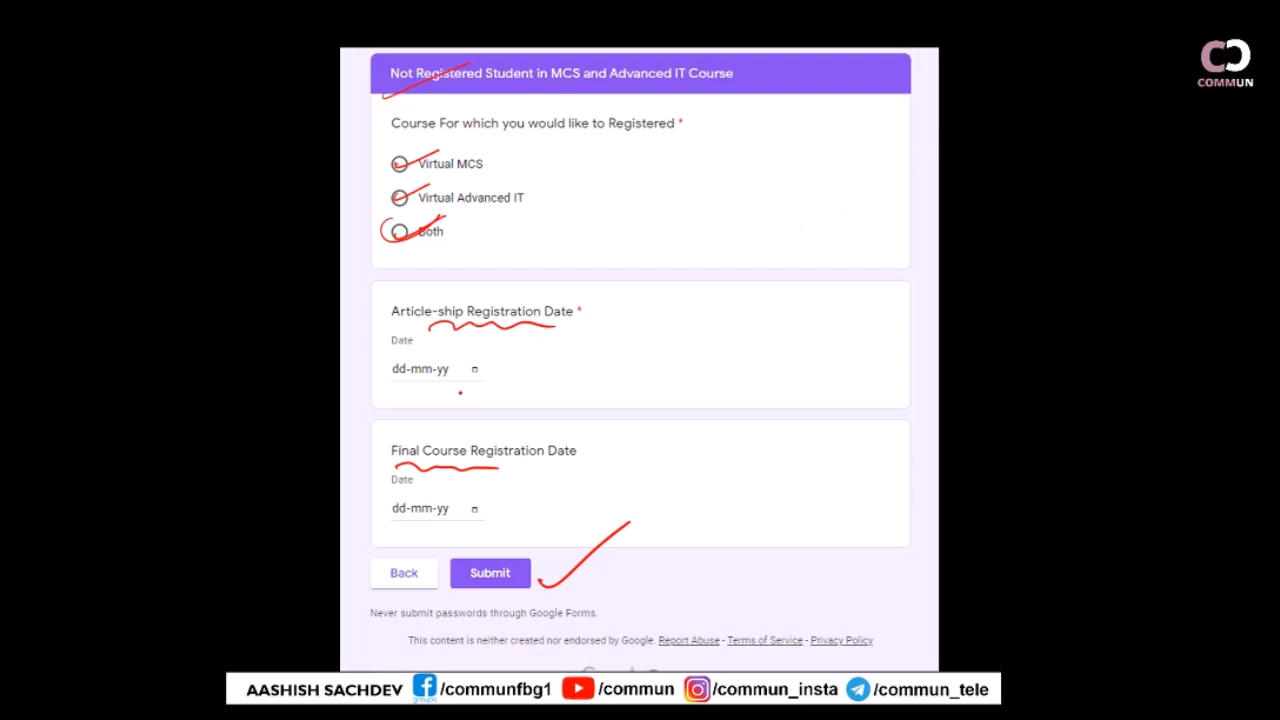 COMMUN
Not Registered Student in MCS and Advanced IT Course
Course For which you would like to Registered *
Virtual MCS
Virtual Advanced IT
Both
Article-ship Registration Date *
Date
dd-mm-yy
Final Course Registration Date
Date
dd-mm-yy
Back Submit
Never submit passwords through Google Forms.
This content is neither created nor endorsed by Google. Report Abuse - Terms of Service - Privacy Policy
AASHISH SACHDEV /communfbg1 /commun /commun_insta /commun_tele
groups